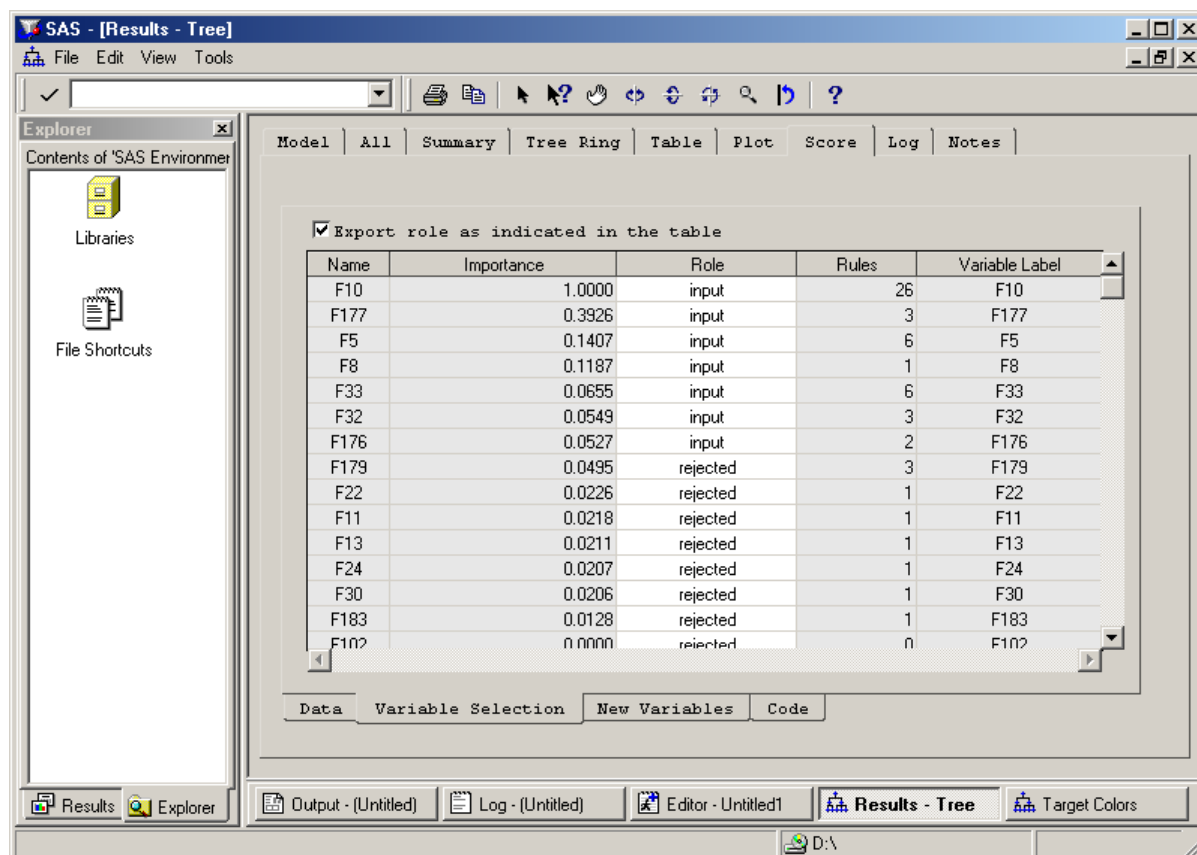 SAS - [Results - Tree]
File Edit View Tools
Explorer
Contents of 'SAS Environmer
Libraries
File Shortcuts
Model All Summary Tree Ring Table Plot Score Log Notes
Export role as indicated in the table
Name Importance Role Rules Variable Label
F10 1.0000 input 26 F10
F177 0.3926 input 3 F177
F5 0.1407 input 6 F5
F8 0.1187 input 1 F8
F33 0.0655 input 6 F33
F32 0.0549 input 3 F32
F176 0.0527 input 2 F176
F179 0.0495 rejected 3 F179
F22 0.0226 rejected 1 F22
F11 0.0218 rejected 1 F11
F13 0.0211 rejected 1 F13
F24 0.0207 rejected 1 F24
F30 0.0206 rejected 1 F30
F183 0.0128 rejected 1 F183
F102 0.0000 rejected 0 F102
Data Variable Selection New Variables Code
Results Explorer
Output - (Untitled) Log - (Untitled) Editor - Untitled1 Results - Tree Target Colors
D:\